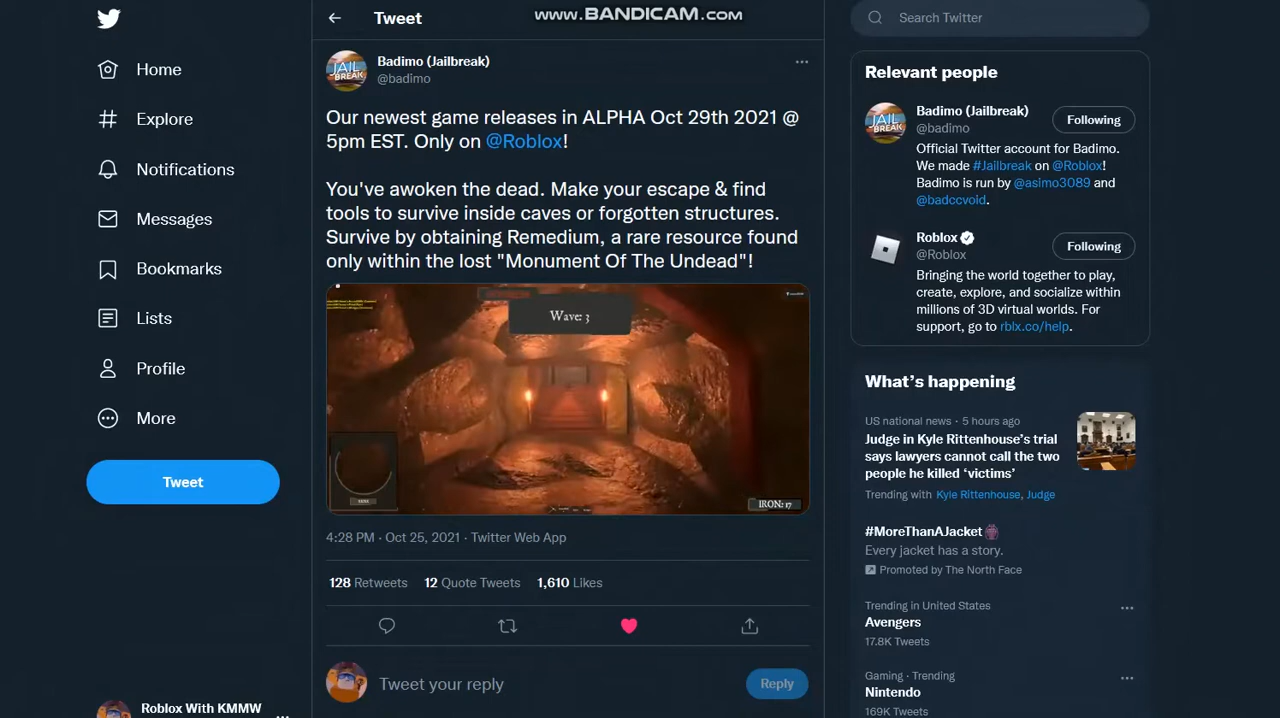 www.BANDICAM.com
Home
Explore
Notifications
Messages
Bookmarks
Lists
Profile
More
Tweet
Roblox With KMMW
Tweet
JAIL
BREAK
Badimo (Jailbreak)
@badimo
Our newest game releases in ALPHA Oct 29th 2021 @
5pm EST. Only on @Roblox!
You've awoken the dead. Make your escape & find
tools to survive inside caves or forgotten structures.
Survive by obtaining Remedium, a rare resource found
only within the lost "Monument Of The Undead"!
Wave: 3
IRON: 17
4:28 PM · Oct 25, 2021 · Twitter Web App
128 Retweets 12 Quote Tweets 1,610 Likes
Tweet your reply
Reply
Search Twitter
Relevant people
JAIL
BREAK
Badimo (Jailbreak)
@badimo
Following
Official Twitter account for Badimo.
We made #Jailbreak on @Roblox!
Badimo is run by @asimo3089 and
@badccvoid.
Roblox
@Roblox
Following
Bringing the world together to play,
create, explore, and socialize within
millions of 3D virtual worlds. For
support, go to rblx.co/help.
What's happening
US national news · 5 hours ago
Judge in Kyle Rittenhouse's trial
says lawyers cannot call the two
people he killed 'victims'
Trending with Kyle Rittenhouse, Judge
#MoreThanAJacket
Every jacket has a story.
Promoted by The North Face
Trending in United States
Avengers
17.8K Tweets
Gaming · Trending
Nintendo
169K Tweets